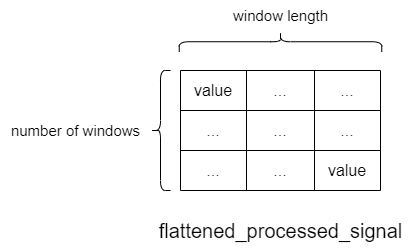 window length
value ... ...
number of windows
... ... ...
... ... value
flattened_processed_signal